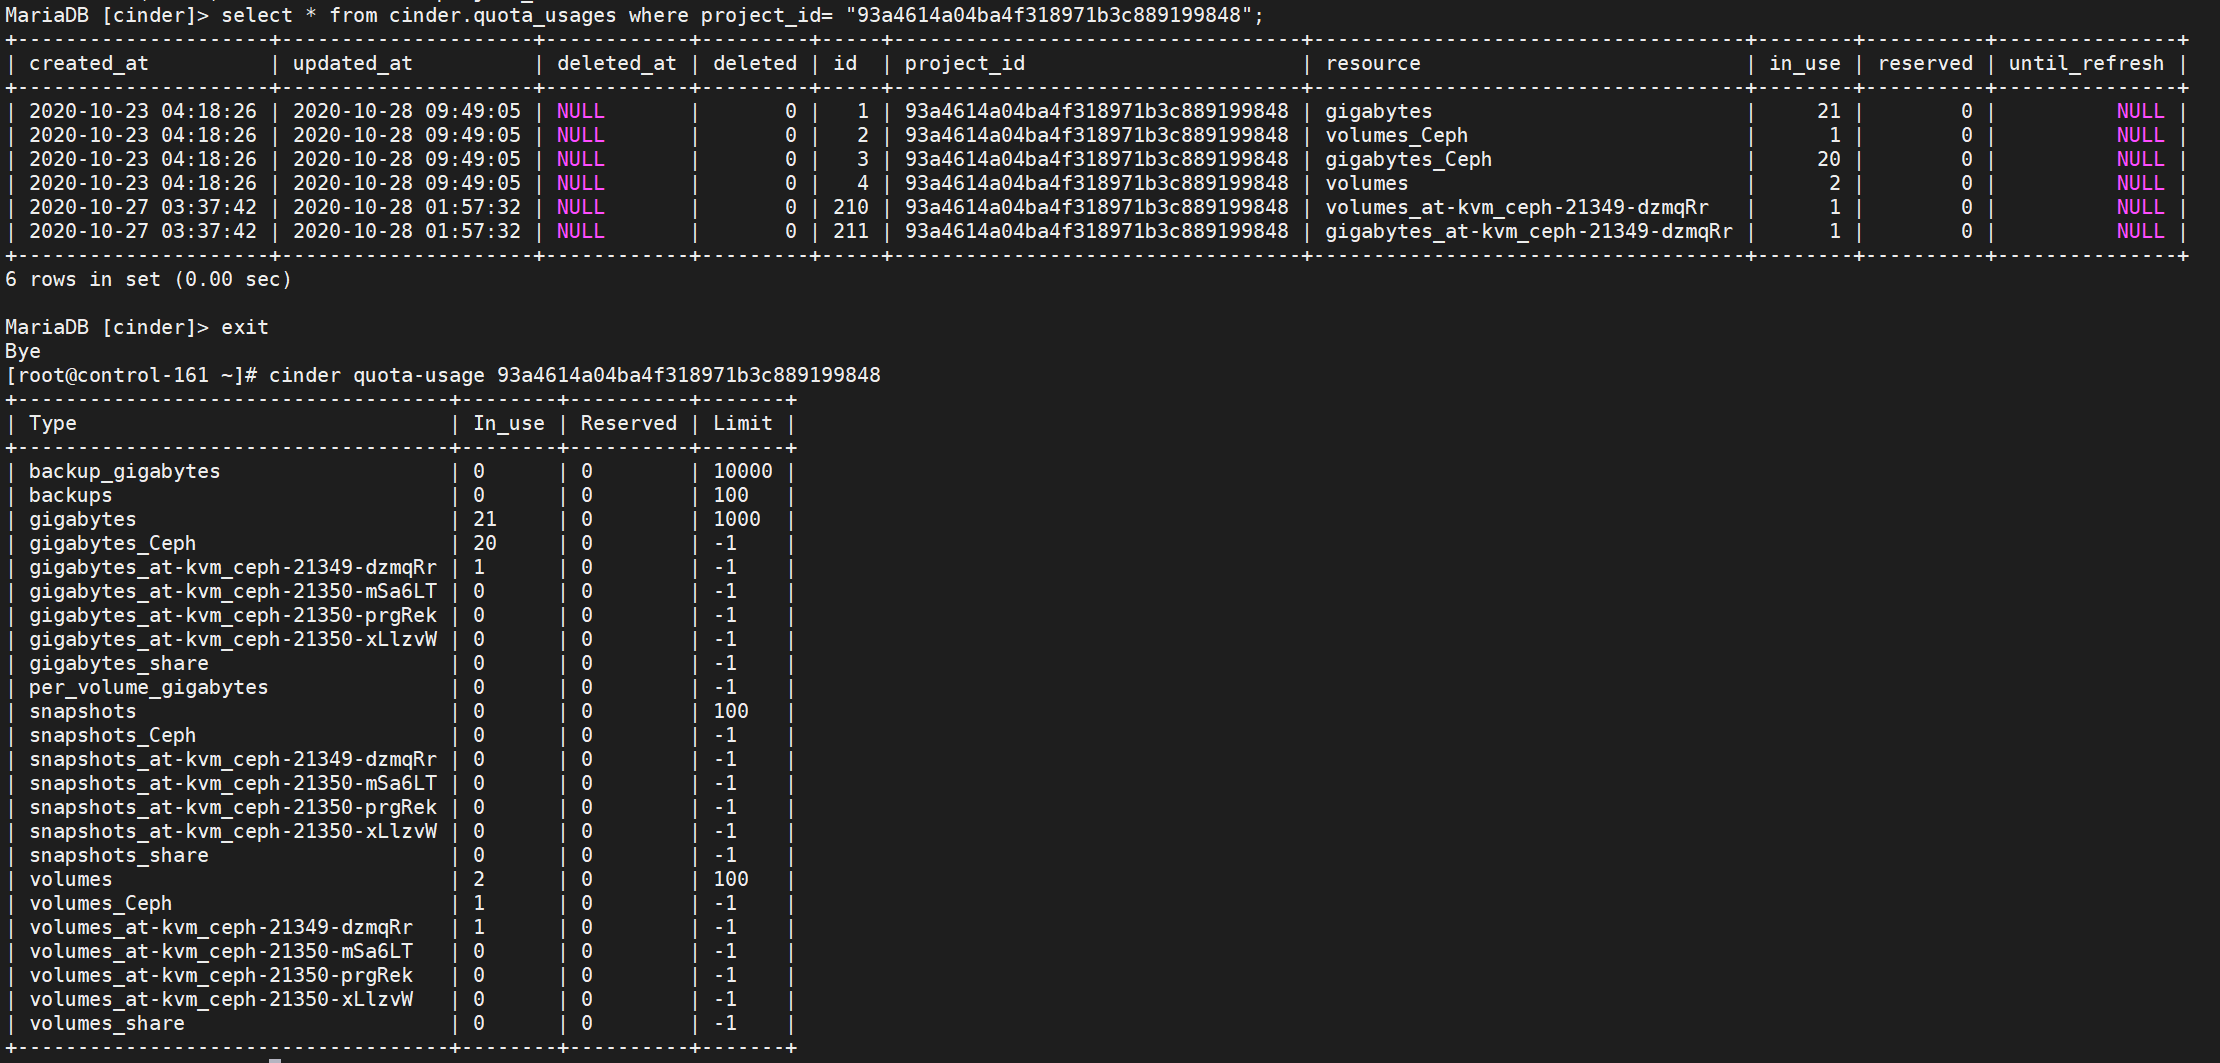 MariaDB [cinder]> select * from cinder.quota_usages where project_id= "93a4614a04ba4f318971b3c889199848";
+---------------------+---------------------+------------+---------+-----+----------------------------------+------------------------------------+--------+----------+---------------+
| created_at          | updated_at          | deleted_at | deleted | id  | project_id                       | resource                           | in_use | reserved | until_refresh |
+---------------------+---------------------+------------+---------+-----+----------------------------------+------------------------------------+--------+----------+---------------+
| 2020-10-23 04:18:26 | 2020-10-28 09:49:05 | NULL       |       0 |   1 | 93a4614a04ba4f318971b3c889199848 | gigabytes                          |     21 |        0 |          NULL |
| 2020-10-23 04:18:26 | 2020-10-28 09:49:05 | NULL       |       0 |   2 | 93a4614a04ba4f318971b3c889199848 | volumes_Ceph                       |      1 |        0 |          NULL |
| 2020-10-23 04:18:26 | 2020-10-28 09:49:05 | NULL       |       0 |   3 | 93a4614a04ba4f318971b3c889199848 | gigabytes_Ceph                     |     20 |        0 |          NULL |
| 2020-10-23 04:18:26 | 2020-10-28 09:49:05 | NULL       |       0 |   4 | 93a4614a04ba4f318971b3c889199848 | volumes                            |      2 |        0 |          NULL |
| 2020-10-27 03:37:42 | 2020-10-28 01:57:32 | NULL       |       0 | 210 | 93a4614a04ba4f318971b3c889199848 | volumes_at-kvm_ceph-21349-dzmqRr   |      1 |        0 |          NULL |
| 2020-10-27 03:37:42 | 2020-10-28 01:57:32 | NULL       |       0 | 211 | 93a4614a04ba4f318971b3c889199848 | gigabytes_at-kvm_ceph-21349-dzmqRr |      1 |        0 |          NULL |
+---------------------+---------------------+------------+---------+-----+----------------------------------+------------------------------------+--------+----------+---------------+
6 rows in set (0.00 sec)
MariaDB [cinder]> exit
Bye
[root@control-161 ~]# cinder quota-usage 93a4614a04ba4f318971b3c889199848
+------------------------------------+--------+----------+-------+
| Type                               | In_use | Reserved | Limit |
+------------------------------------+--------+----------+-------+
| backup_gigabytes                   | 0      | 0        | 10000 |
| backups                            | 0      | 0        | 100   |
| gigabytes                          | 21     | 0        | 1000  |
| gigabytes_Ceph                     | 20     | 0        | -1    |
| gigabytes_at-kvm_ceph-21349-dzmqRr | 1      | 0        | -1    |
| gigabytes_at-kvm_ceph-21350-mSa6LT | 0      | 0        | -1    |
| gigabytes_at-kvm_ceph-21350-prgRek | 0      | 0        | -1    |
| gigabytes_at-kvm_ceph-21350-xLlzvW | 0      | 0        | -1    |
| gigabytes_share                    | 0      | 0        | -1    |
| per_volume_gigabytes               | 0      | 0        | -1    |
| snapshots                          | 0      | 0        | 100   |
| snapshots_Ceph                     | 0      | 0        | -1    |
| snapshots_at-kvm_ceph-21349-dzmqRr | 0      | 0        | -1    |
| snapshots_at-kvm_ceph-21350-mSa6LT | 0      | 0        | -1    |
| snapshots_at-kvm_ceph-21350-prgRek | 0      | 0        | -1    |
| snapshots_at-kvm_ceph-21350-xLlzvW | 0      | 0        | -1    |
| snapshots_share                    | 0      | 0        | -1    |
| volumes                            | 2      | 0        | 100   |
| volumes_Ceph                       | 1      | 0        | -1    |
| volumes_at-kvm_ceph-21349-dzmqRr   | 1      | 0        | -1    |
| volumes_at-kvm_ceph-21350-mSa6LT   | 0      | 0        | -1    |
| volumes_at-kvm_ceph-21350-prgRek   | 0      | 0        | -1    |
| volumes_at-kvm_ceph-21350-xLlzvW   | 0      | 0        | -1    |
| volumes_share                      | 0      | 0        | -1    |
+------------------------------------+--------+----------+-------+